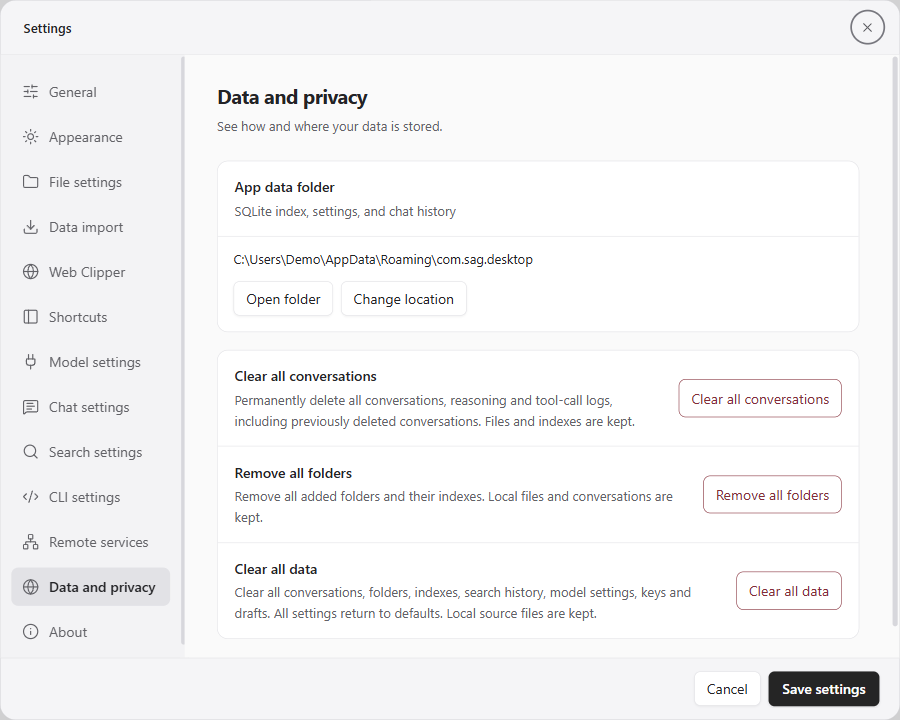 Settings
General
Appearance
File settings
Data import
Web Clipper
Shortcuts
Model settings
Chat settings
Search settings
CLI settings
Remote services
Data and privacy
About
Data and privacy
See how and where your data is stored.
App data folder
SQLite index, settings, and chat history
C:\Users\Demo\AppData\Roaming\com.sag.desktop
Open folder
Change location
Clear all conversations
Permanently delete all conversations, reasoning and tool-call logs,
including previously deleted conversations. Files and indexes are kept.
Clear all conversations
Remove all folders
Remove all added folders and their indexes. Local files and conversations are
kept.
Remove all folders
Clear all data
Clear all conversations, folders, indexes, search history, model settings, keys and
drafts. All settings return to defaults. Local source files are kept.
Clear all data
Cancel
Save settings